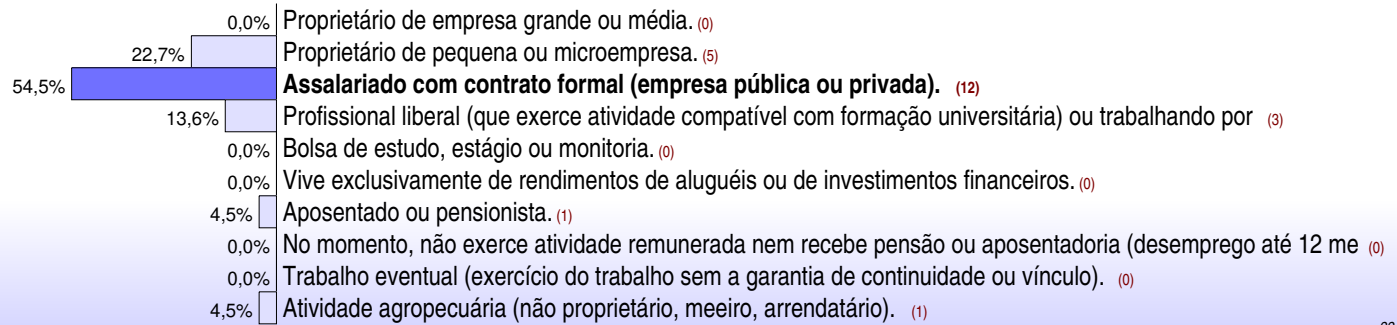 0,0% Proprietário de empresa grande ou média. (0)
22,7% Proprietário de pequena ou microempresa. (5)
54,5% Assalariado com contrato formal (empresa pública ou privada). (12)
13,6% Profissional liberal (que exerce atividade compatível com formação universitária) ou trabalhando por (3)
0,0% Bolsa de estudo, estágio ou monitoria. (0)
0,0% Vive exclusivamente de rendimentos de aluguéis ou de investimentos financeiros. (0)
4,5% Aposentado ou pensionista. (1)
0,0% No momento, não exerce atividade remunerada nem recebe pensão ou aposentadoria (desemprego até 12 me (0)
0,0% Trabalho eventual (exercício do trabalho sem a garantia de continuidade ou vínculo). (0)
4,5% Atividade agropecuária (não proprietário, meeiro, arrendatário). (1)